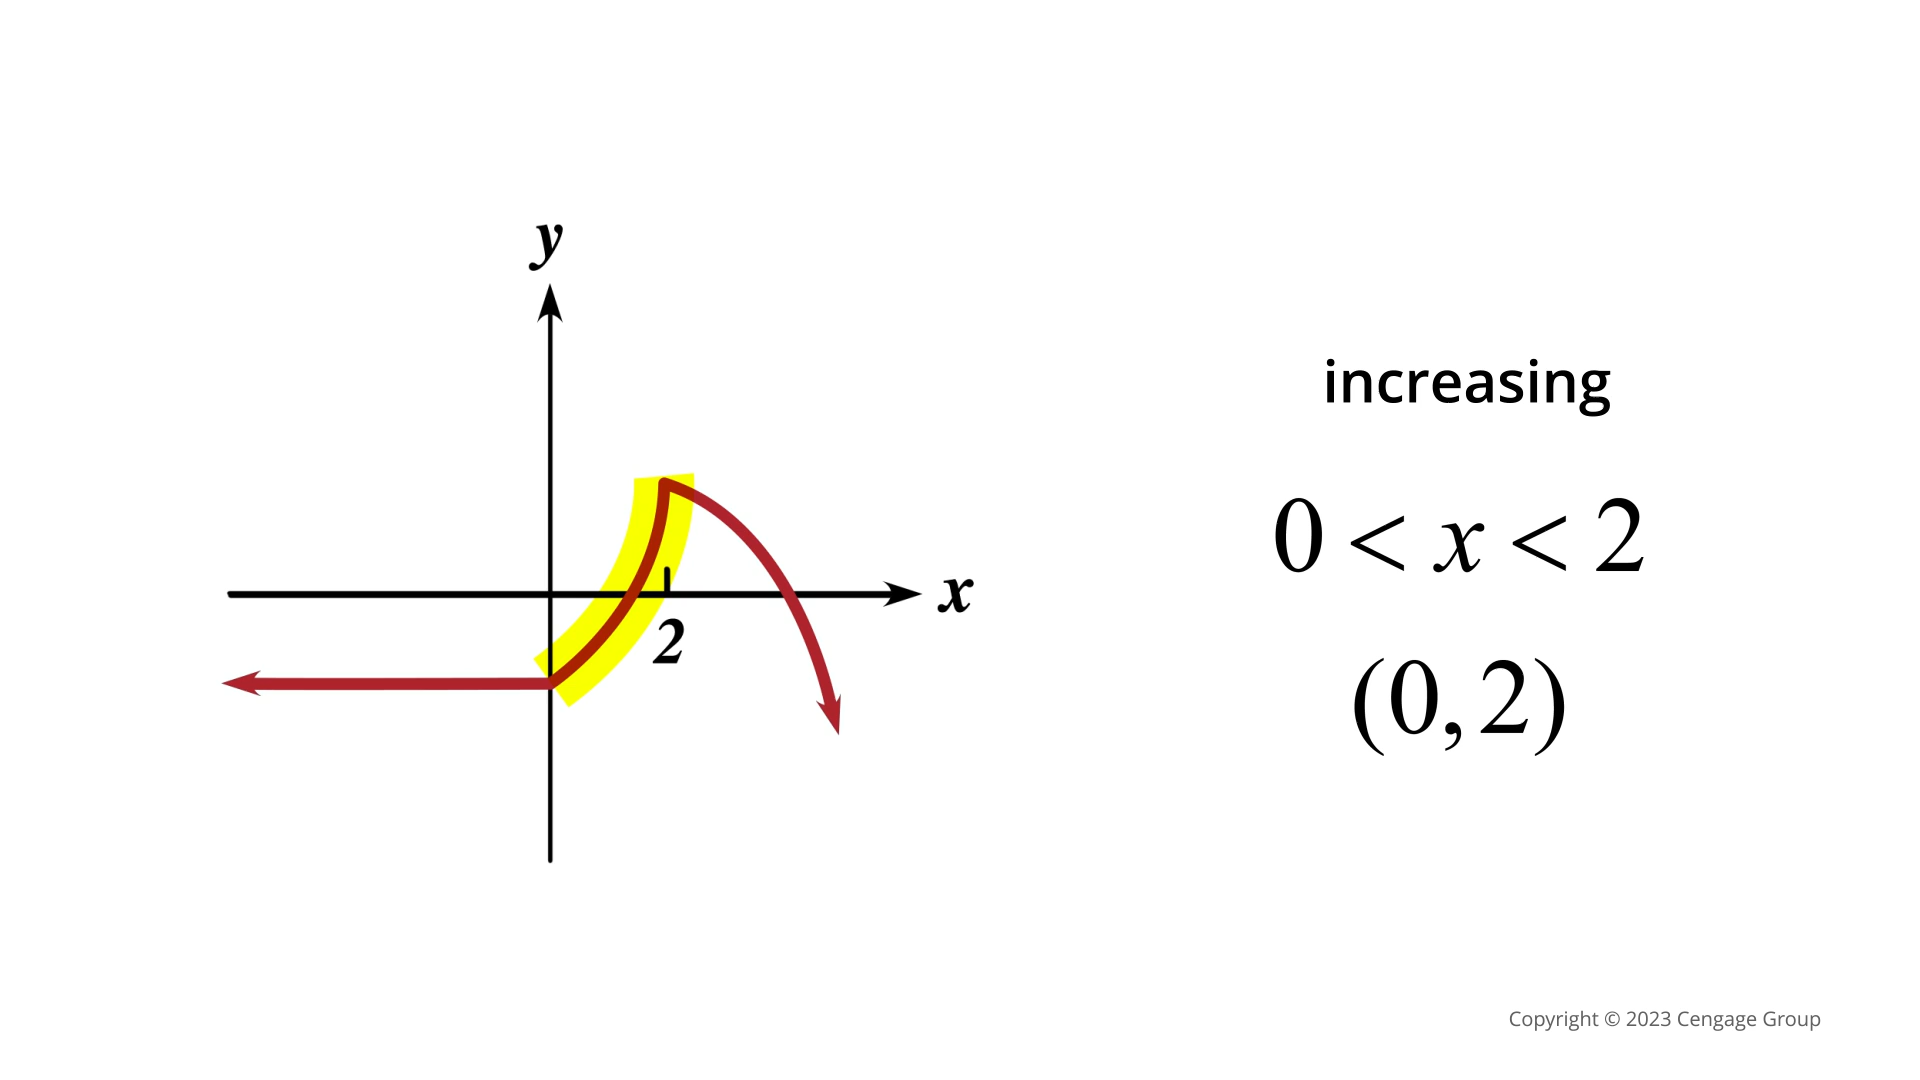 y
x
2
increasing
0 < x < 2
(0, 2)
Copyright © 2023 Cengage Group